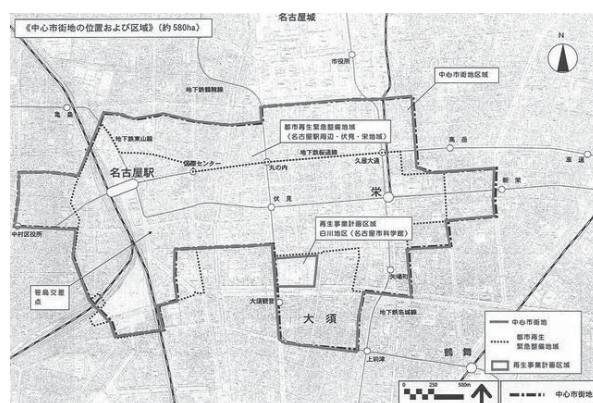 《中心市街地の位置および区域》(約580ha)
名古屋城
N
市役所
中心市街地区域
地下鉄鶴舞線
亀島
地下鉄東山線
都市再生緊急整備地域
(名古屋駅周辺・伏見・栄地域)
高岳
地下鉄桜通線
車道
国際センター
丸の内
久屋大通
名古屋駅
新栄
栄
伏見
再生事業計画区域
白川地区(名古屋市科学館)
中村区役所
矢場町
笹島交差点
大須観音
大須
地下鉄名城線
中心市街地
都市再生
緊急整備地域
再生事業計画区域
上前津
鶴舞
0 250 500m
中心市街地